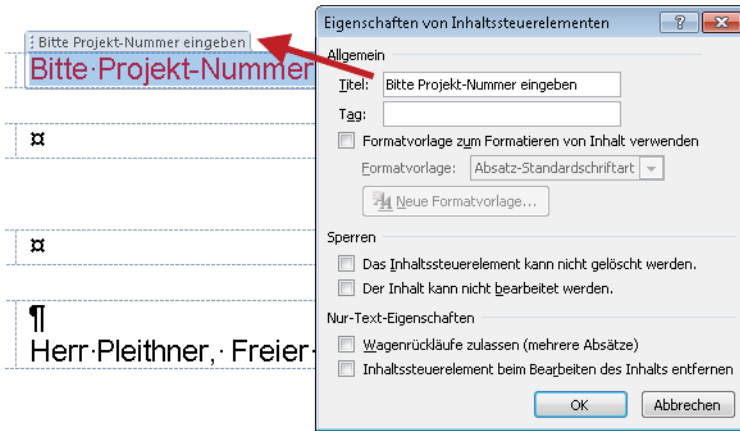 Bitte Projekt-Nummer eingeben
Bitte·Projekt-Nummer
¤
¤
¶
Herr·Pleithner,·Freier·
Eigenschaften von Inhaltssteuerelementen
Allgemein
Titel: Bitte Projekt-Nummer eingeben
Tag:
Formatvorlage zum Formatieren von Inhalt verwenden
Formatvorlage: Absatz-Standardschriftart
Neue Formatvorlage...
Sperren
Das Inhaltssteuerelement kann nicht gelöscht werden.
Der Inhalt kann nicht bearbeitet werden.
Nur-Text-Eigenschaften
Wagenrückläufe zulassen (mehrere Absätze)
Inhaltssteuerelement beim Bearbeiten des Inhalts entfernen
OK Abbrechen